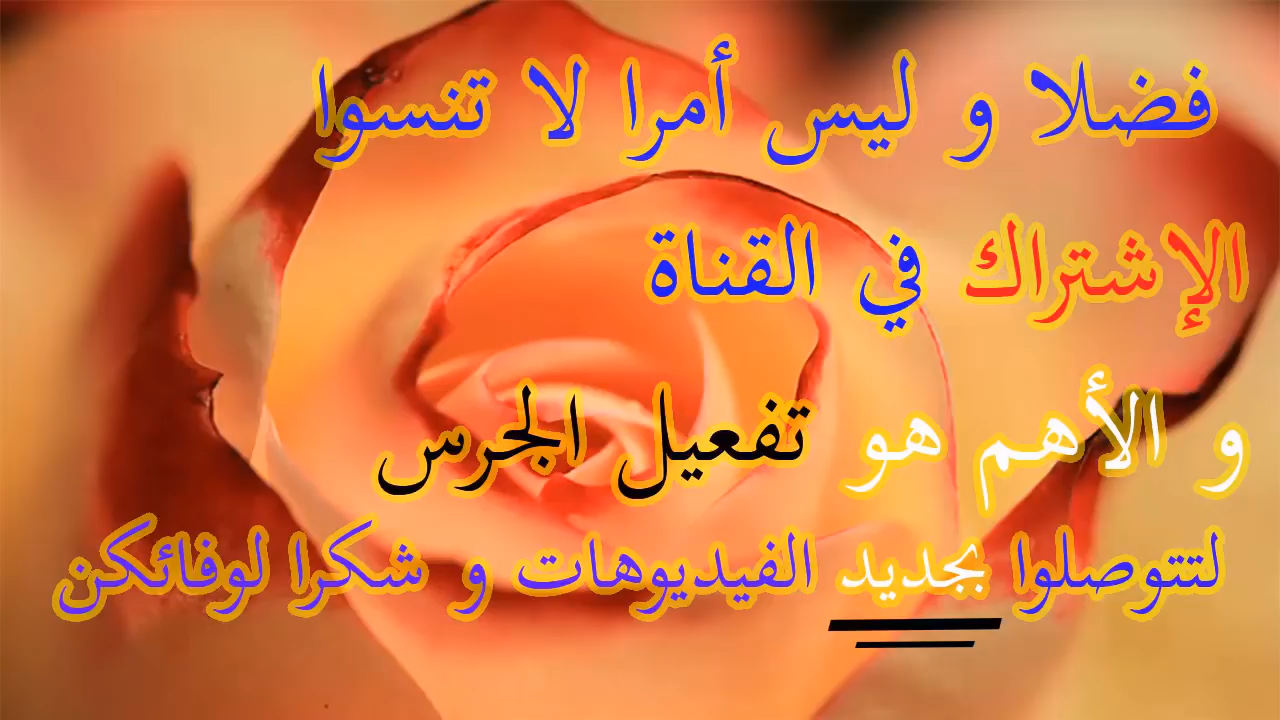 فضلا و ليس أمرا لا تنسوا
الإشتراك في القناة
و الأهم هو تفعيل الجرس
لتتوصلوا بجديد الفيديوهات و شكرا لوفائكن